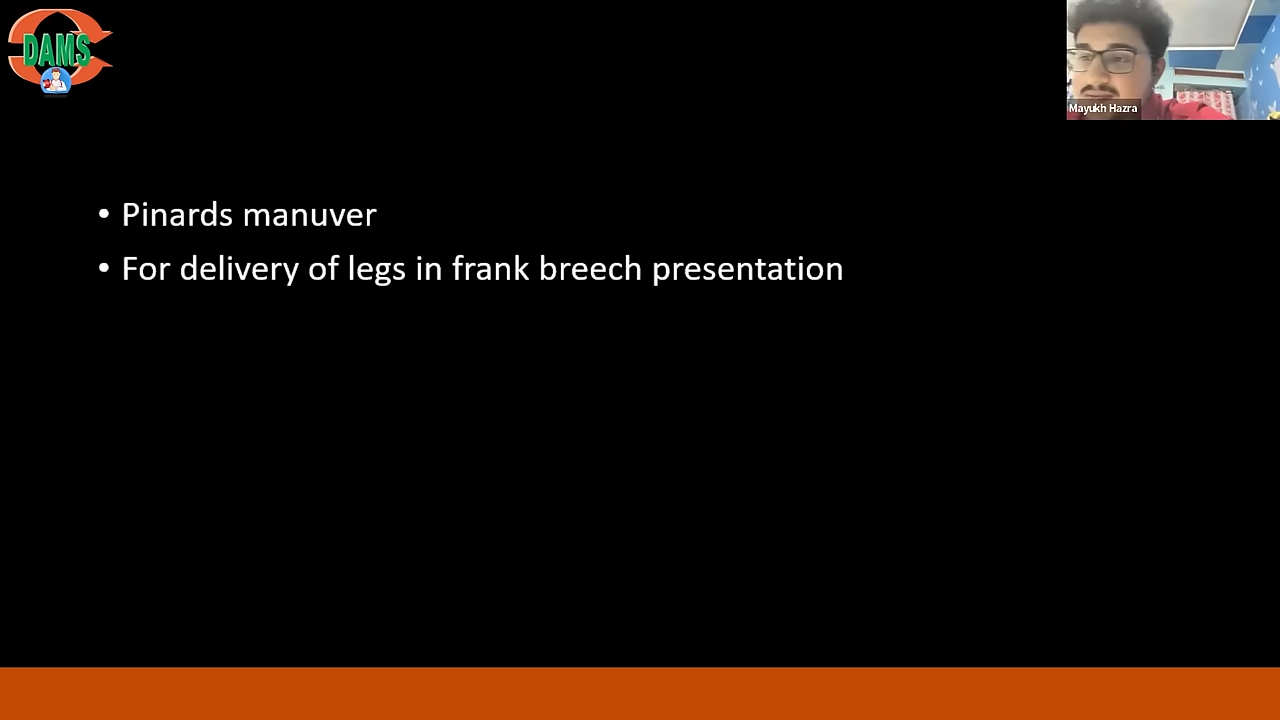 DAMS
Mayukh Hazra
• Pinards manuver
• For delivery of legs in frank breech presentation